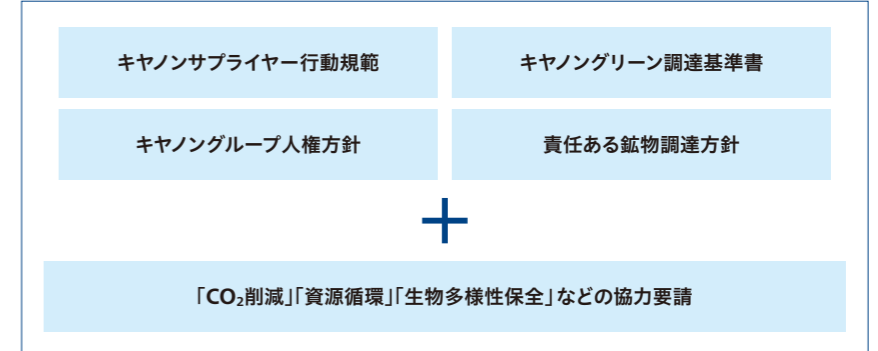 キヤノンサプライヤー行動規範
キヤノングリーン調達基準書
キヤノングループ人権方針
責任ある鉱物調達方針
+
「CO₂削減」「資源循環」「生物多様性保全」などの協力要請